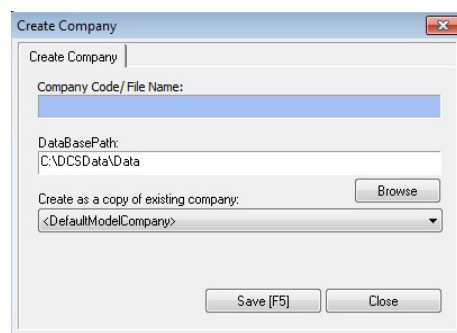 Create Company
Create Company
Company Code/ File Name:
DataBasePath:
C:\DCSData\Data
Browse
Create as a copy of existing company:
<DefaultModelCompany>
Save [F5]
Close